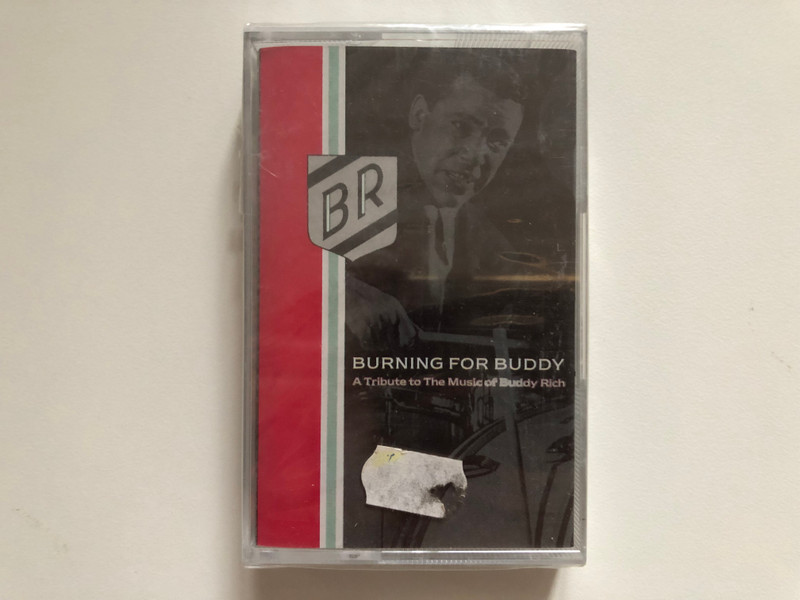 BR
BURNING FOR BUDDY
A Tribute to The Music of Buddy Rich